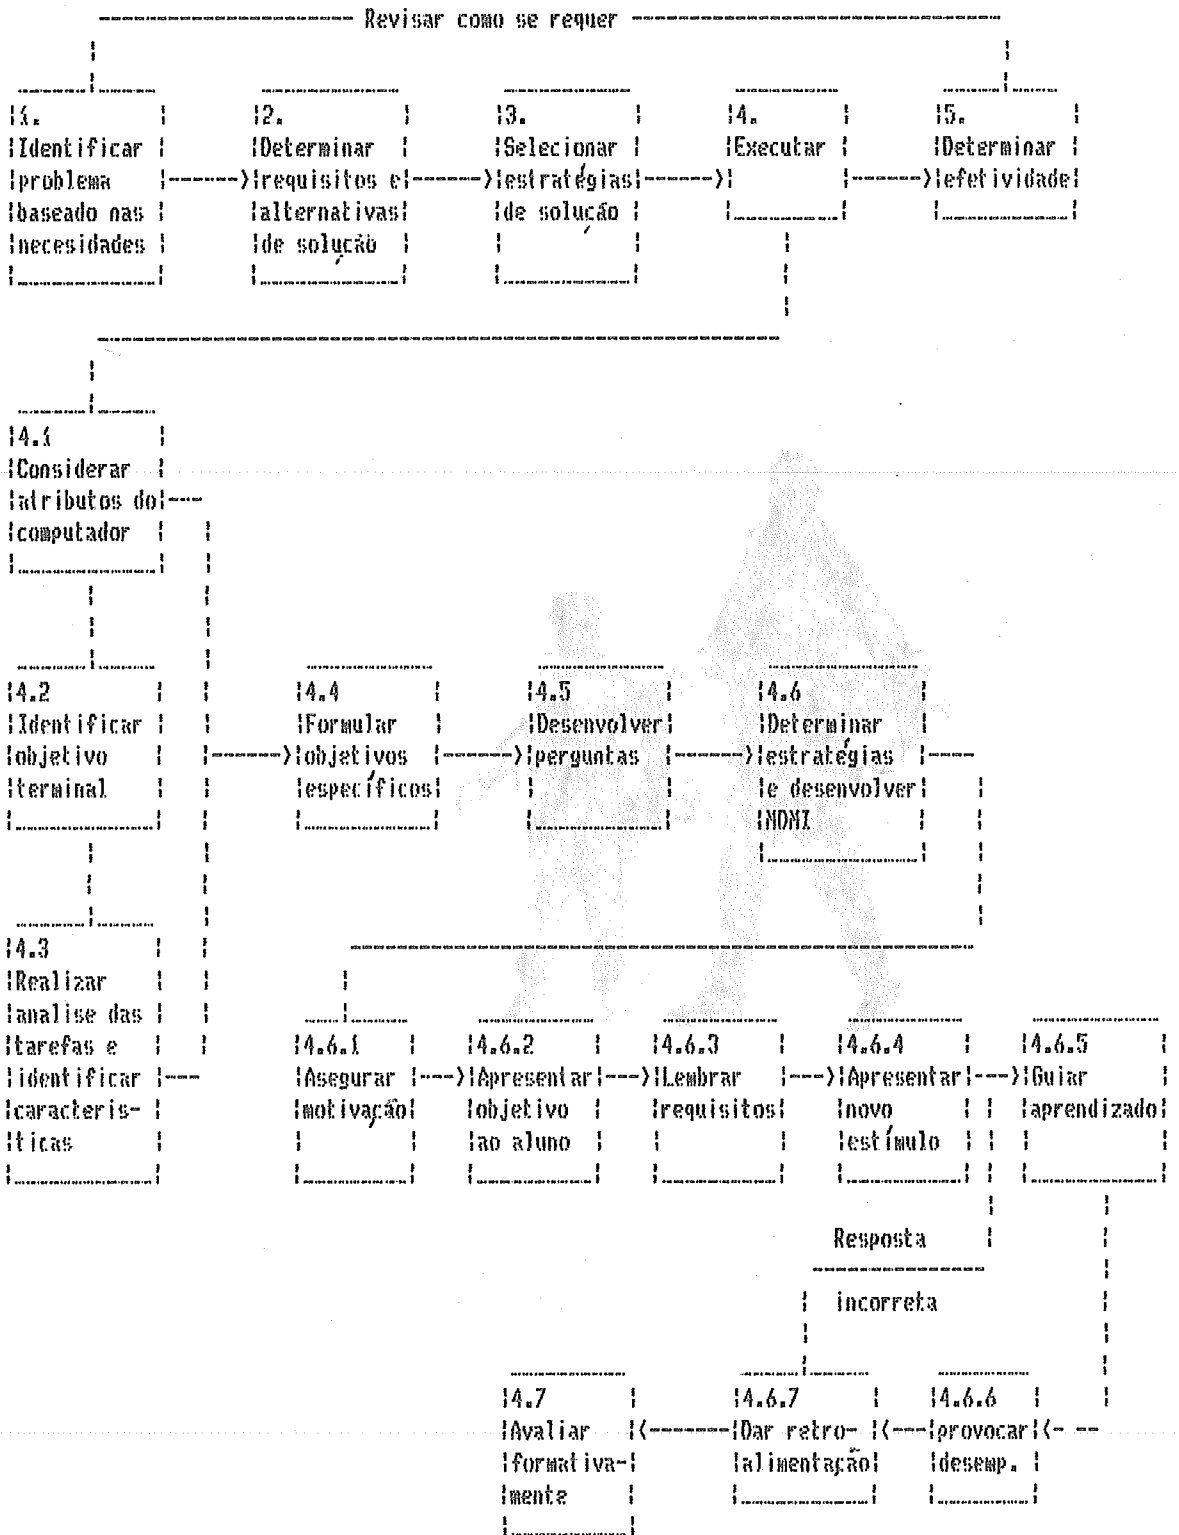 Revisar como se requer
1.
Identificar
problema
baseado nas
necesidades
2.
Determinar
requisitos e
alternativas
de solução
3.
Selecionar
estratégias
de solução
4.
Executar
5.
Determinar
efetividade
4.1
Considerar
atributos do
computador
4.2
Identificar
objetivo
terminal
4.3
Realizar
analise das
tarefas e
identificar
caracteris-
ticas
4.4
Formular
objetivos
específicos
4.5
Desenvolver
perguntas
4.6
Determinar
estratégias
e desenvolver
MDMI
4.6.1
Asegurar
motivação
4.6.2
Apresentar
objetivo
ao aluno
4.6.3
Lembrar
requisitos
4.6.4
Apresentar
novo
estímulo
4.6.5
Guiar
aprendizado
Resposta
incorreta
4.7
Avaliar
formativa-
mente
4.6.7
Dar retro-
alimentação
4.6.6
provocar
desemp.